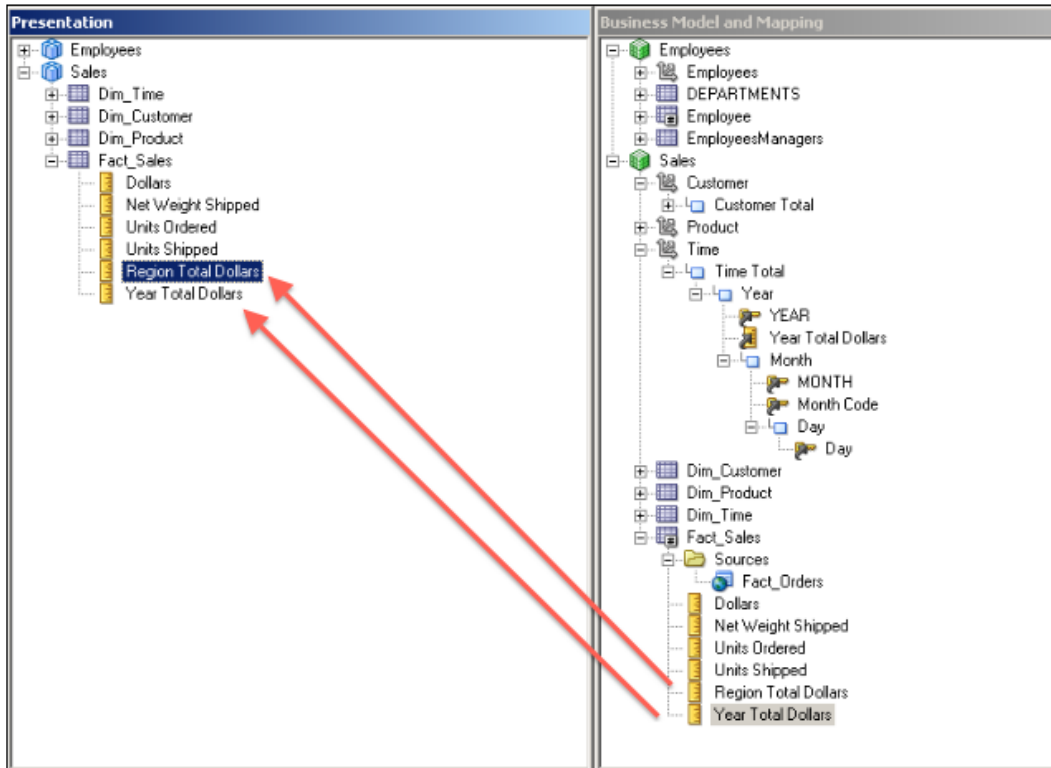 Presentation
Employees
Sales
Dim_Time
Dim_Customer
Dim_Product
Fact_Sales
Dollars
Net Weight Shipped
Units Ordered
Units Shipped
Region Total Dollars
Year Total Dollars
Business Model and Mapping
Employees
Employees
DEPARTMENTS
Employee
EmployeesManagers
Sales
Customer
Customer Total
Product
Time
Time Total
Year
YEAR
Year Total Dollars
Month
MONTH
Month Code
Day
Day
Dim_Customer
Dim_Product
Dim_Time
Fact_Sales
Sources
Fact_Orders
Dollars
Net Weight Shipped
Units Ordered
Units Shipped
Region Total Dollars
Year Total Dollars